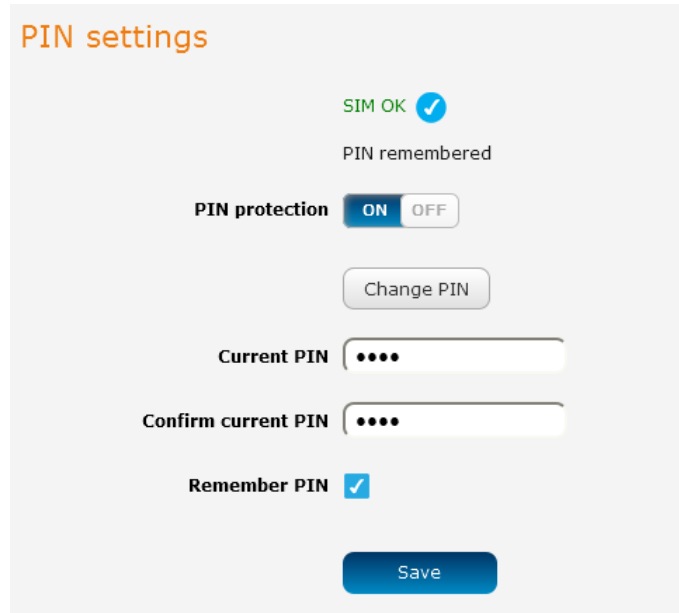 PIN settings
SIM OK
PIN remembered
PIN protection ON OFF
Change PIN
Current PIN ••••
Confirm current PIN ••••
Remember PIN
Save